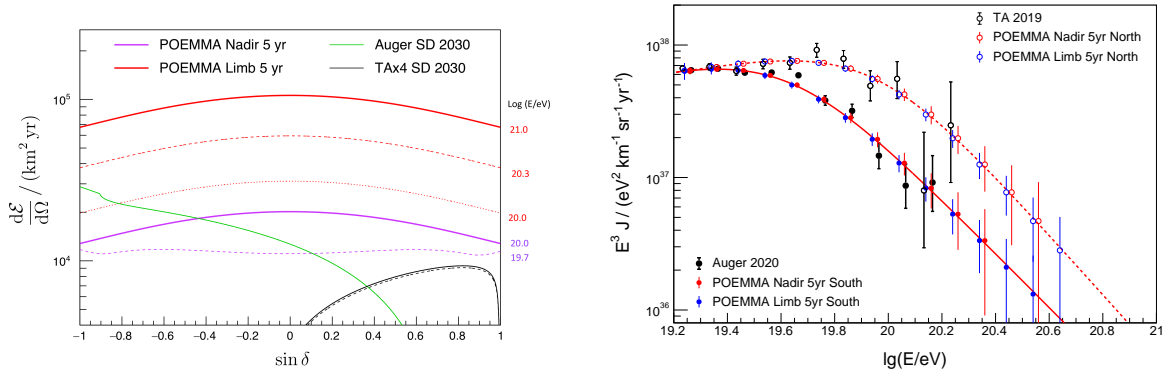 POEMMA Nadir 5 yr
POEMMA Limb 5 yr
Auger SD 2030
TAx4 SD 2030
Log (E/eV)
21.0
20.3
20.0
20.0
19.7
10^5
10^4
dℰ/dΩ / (km² yr)
−1 −0.8 −0.6 −0.4 −0.2 0 0.2 0.4 0.6 0.8 1
sin δ
TA 2019
POEMMA Nadir 5yr North
POEMMA Limb 5yr North
10^38
10^37
10^36
E³ J / (eV² km⁻¹ sr⁻¹ yr⁻¹)
Auger 2020
POEMMA Nadir 5yr South
POEMMA Limb 5yr South
19.2 19.4 19.6 19.8 20 20.2 20.4 20.6 20.8 21
lg(E/eV)